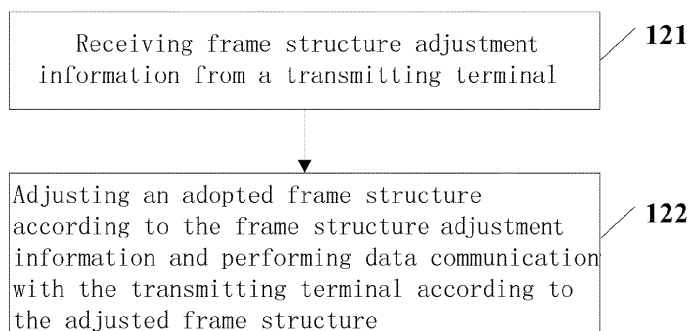 Receiving frame structure adjustment
information from a transmitting terminal
121
Adjusting an adopted frame structure
according to the frame structure adjustment
information and performing data communication
with the transmitting terminal according to
the adjusted frame structure
122